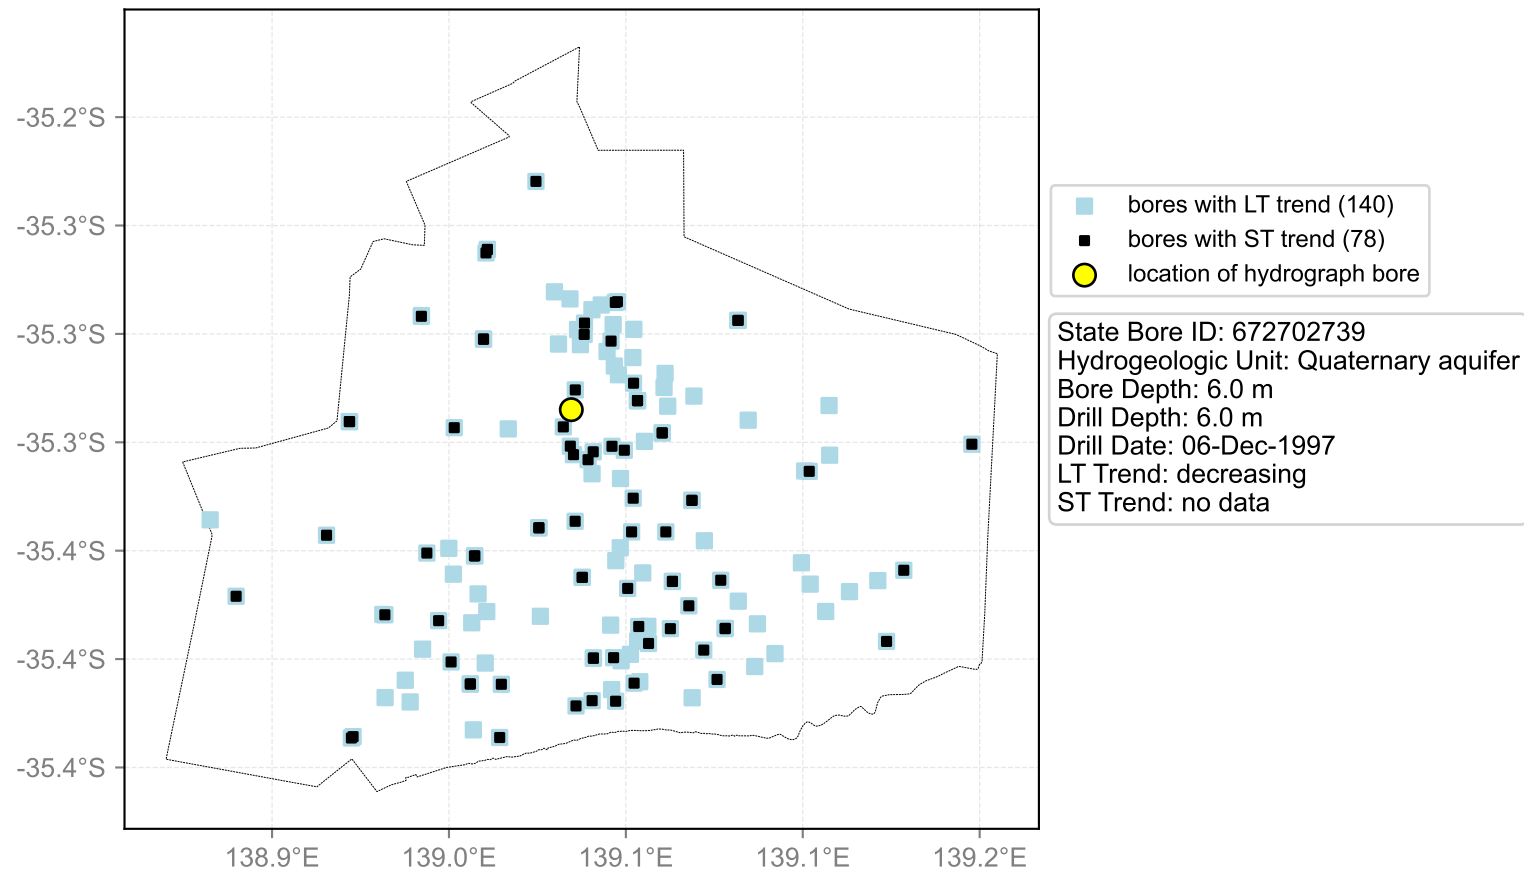 -35.2°S
-35.3°S
-35.3°S
-35.3°S
-35.4°S
-35.4°S
-35.4°S
138.9°E
139.0°E
139.1°E
139.1°E
139.2°E
bores with LT trend (140)
bores with ST trend (78)
location of hydrograph bore
State Bore ID: 672702739
Hydrogeologic Unit: Quaternary aquifer
Bore Depth: 6.0 m
Drill Depth: 6.0 m
Drill Date: 06-Dec-1997
LT Trend: decreasing
ST Trend: no data